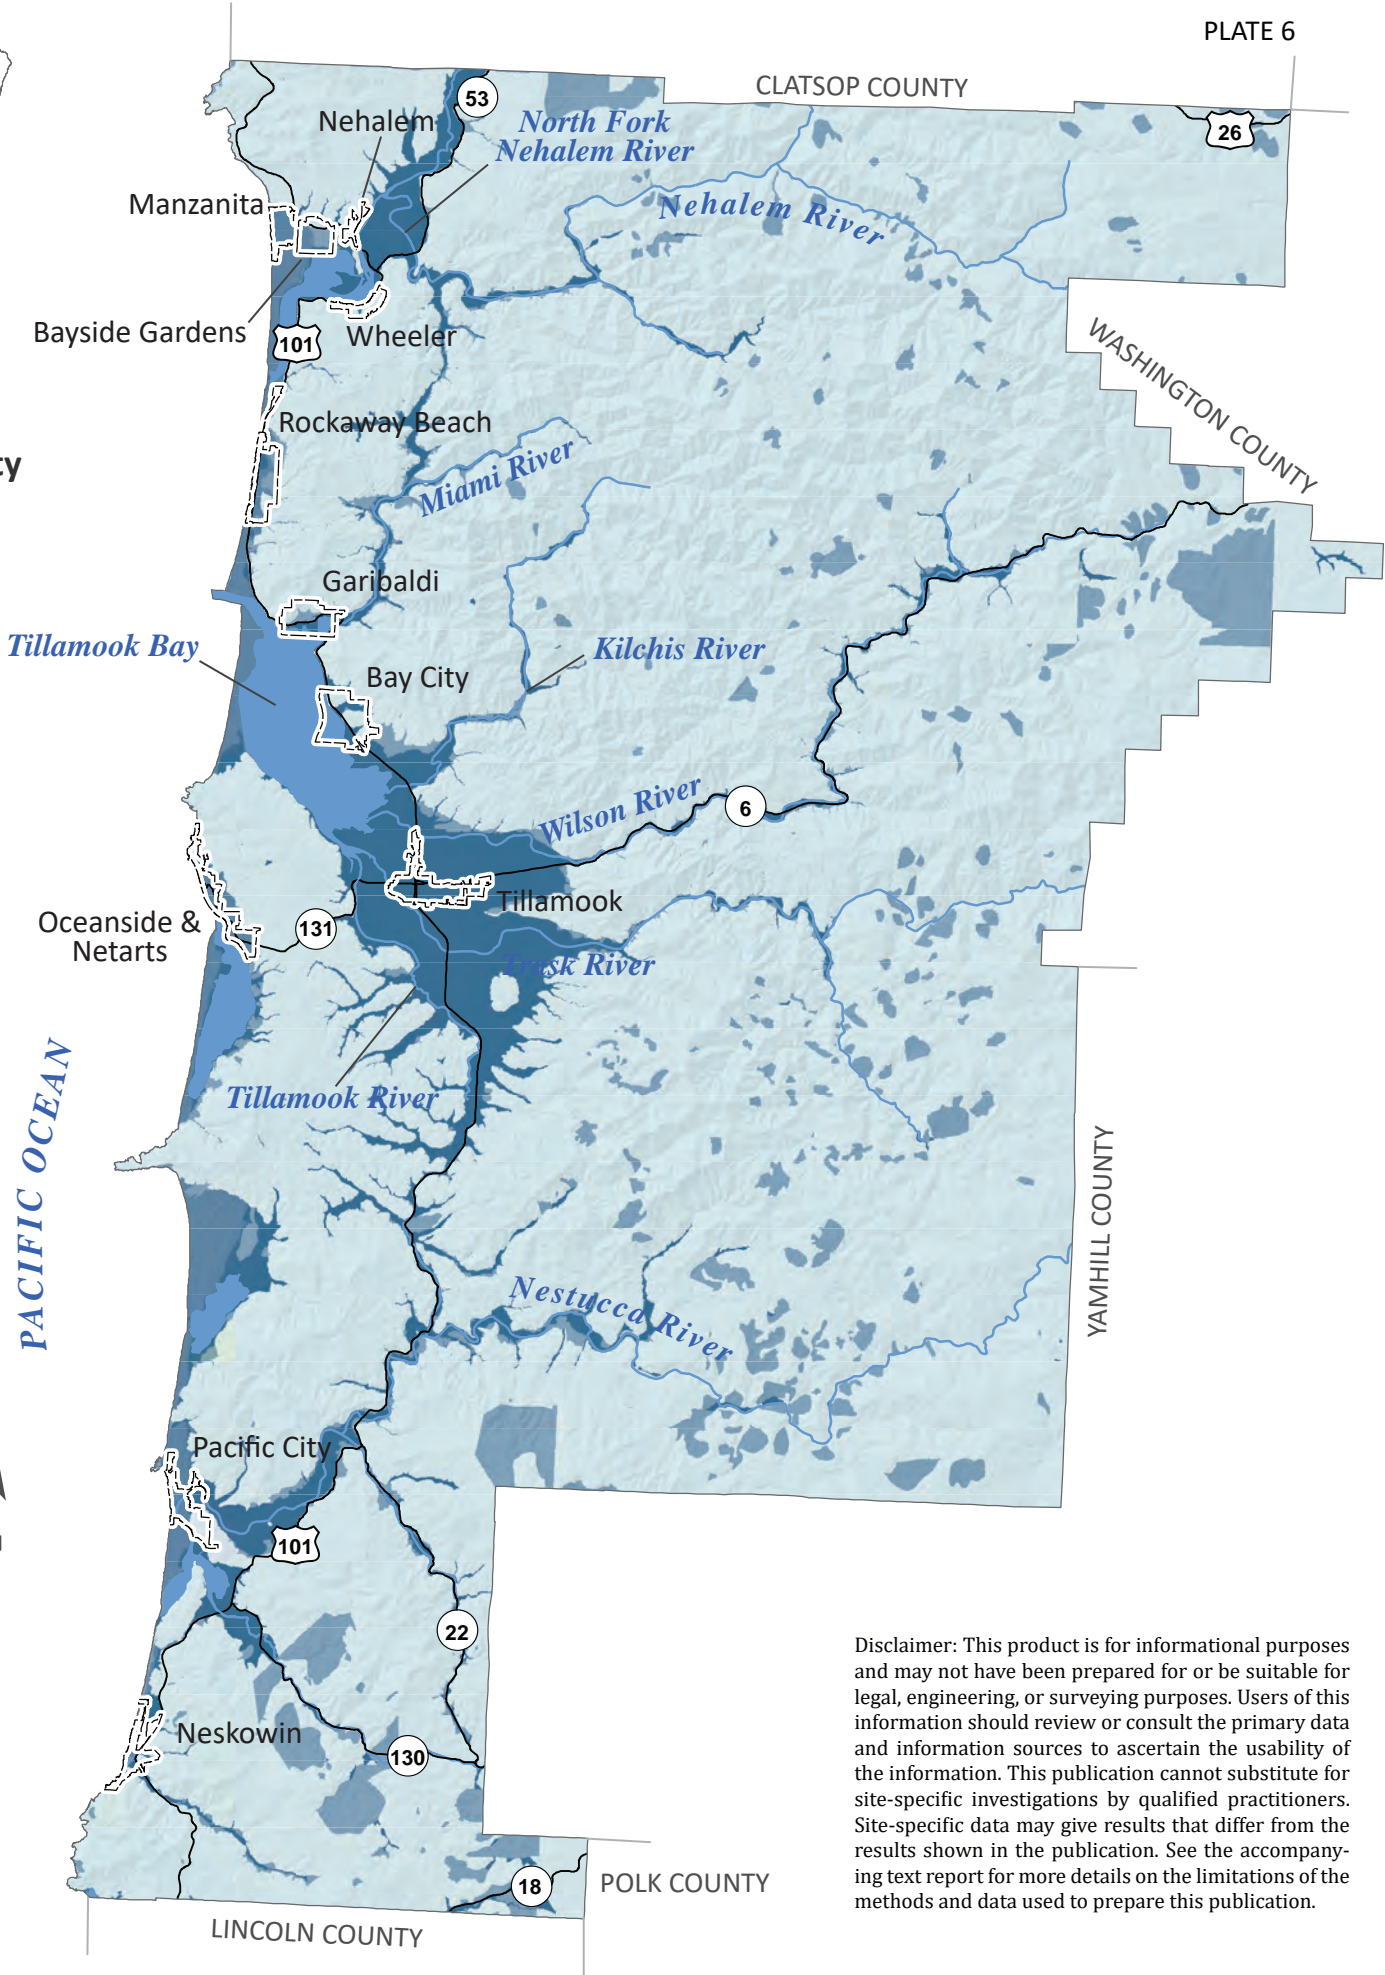 PLATE 6
CLATSOP COUNTY
53
26
Nehalem
North Fork
Nehalem River
Manzanita
Nehalem River
Bayside Gardens
101
Wheeler
WASHINGTON COUNTY
Rockaway Beach
Miami River
ty
Garibaldi
Tillamook Bay
Kilchis River
Bay City
Wilson River
6
Tillamook
Oceanside &
Netarts
131
Trask River
PACIFIC OCEAN
Tillamook River
YAMHILL COUNTY
Nestucca River
Pacific City
101
22
Neskowin
130
18
POLK COUNTY
LINCOLN COUNTY
Disclaimer: This product is for informational purposes
and may not have been prepared for or be suitable for
legal, engineering, or surveying purposes. Users of this
information should review or consult the primary data
and information sources to ascertain the usability of
the information. This publication cannot substitute for
site-specific investigations by qualified practitioners.
Site-specific data may give results that differ from the
results shown in the publication. See the accompany-
ing text report for more details on the limitations of the
methods and data used to prepare this publication.